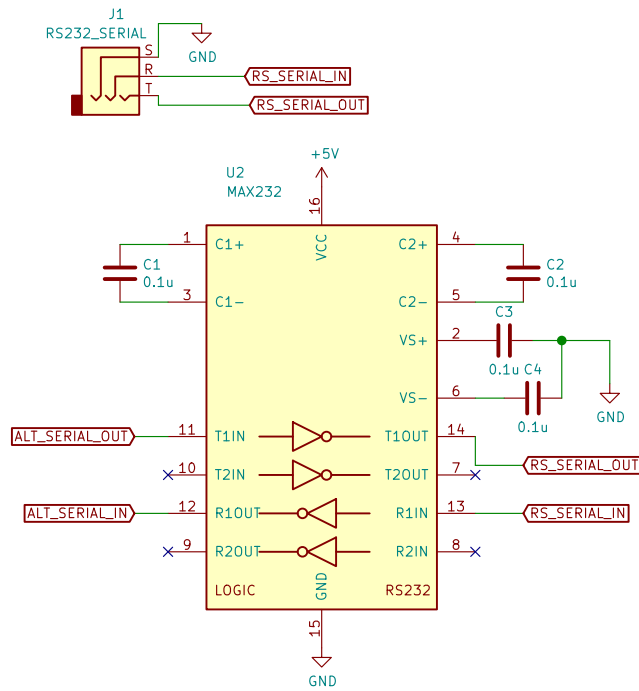 J1
RS232_SERIAL
S
R
T
GND
RS_SERIAL_IN
RS_SERIAL_OUT
+5V
U2
MAX232
16
VCC
1
C1+
C2+
4
C1
0.1u
C2
0.1u
3
C1-
C2-
5
C3
VS+
2
0.1u
C4
VS-
6
0.1u
GND
ALT_SERIAL_OUT
11
T1IN
T1OUT
14
RS_SERIAL_OUT
10
T2IN
T2OUT
7
ALT_SERIAL_IN
12
R1OUT
R1IN
13
RS_SERIAL_IN
9
R2OUT
R2IN
8
LOGIC
GND
RS232
15
GND